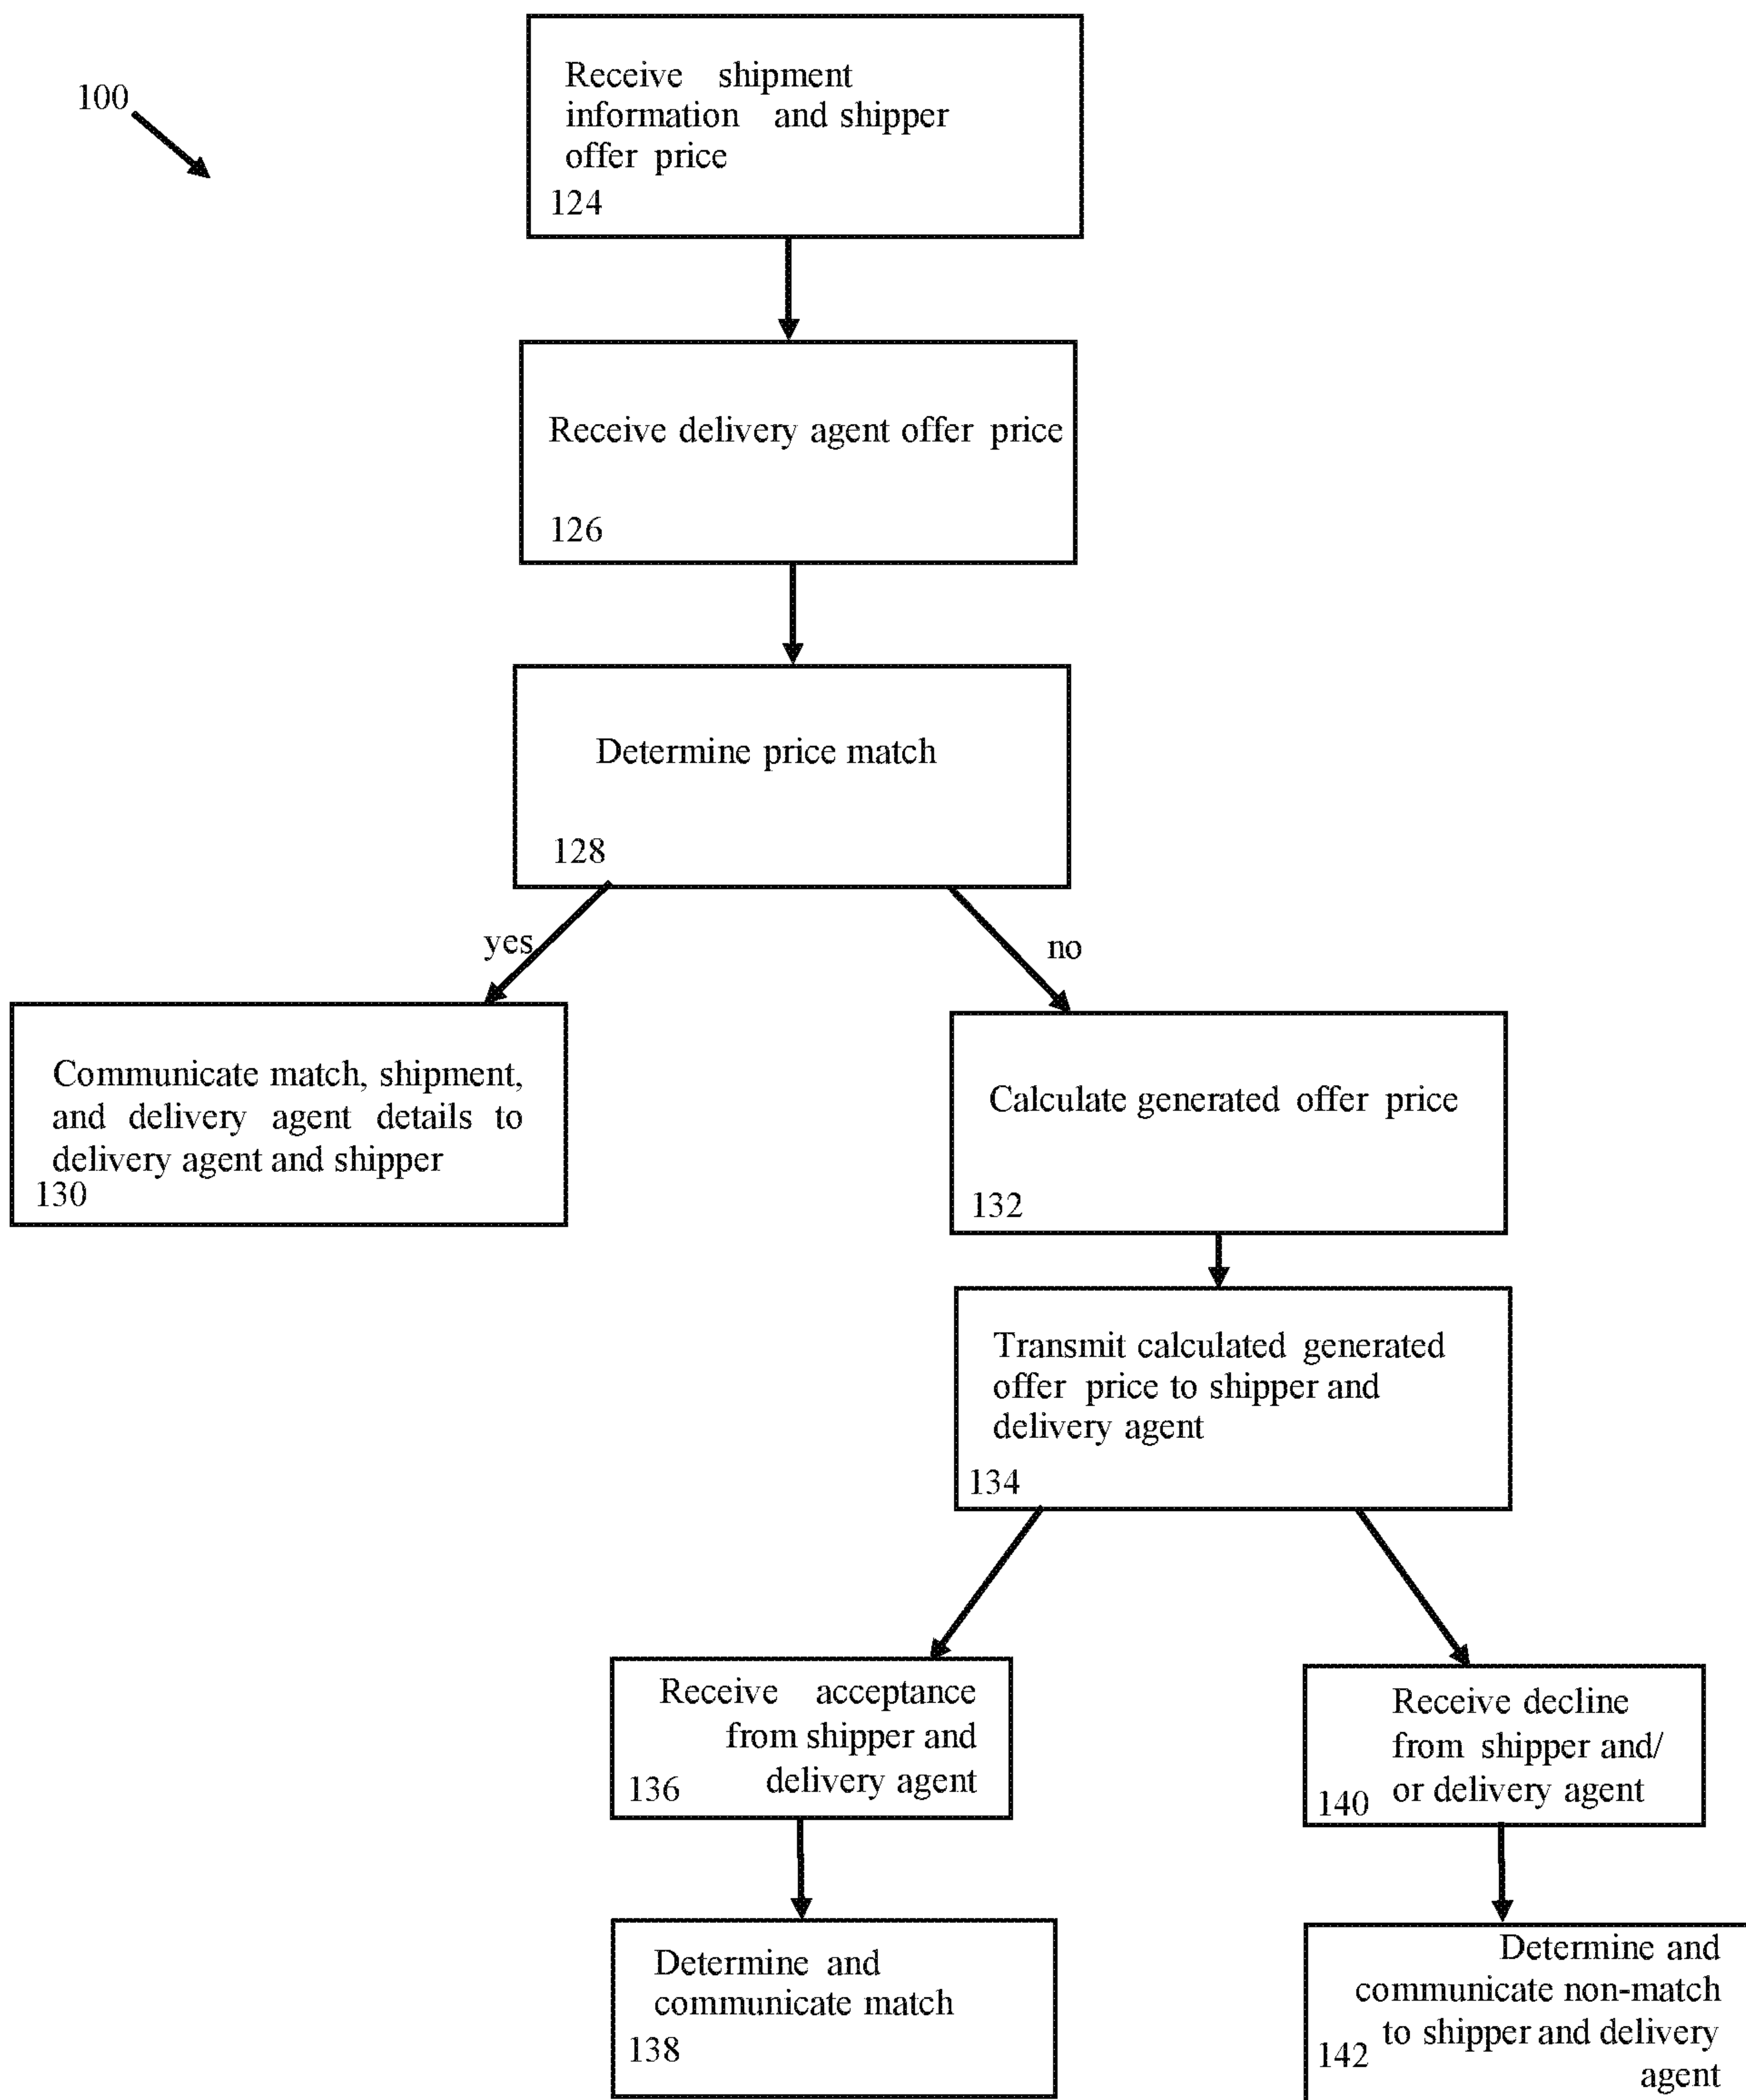 100
Receive shipment
information and shipper
offer price
124
Receive delivery agent offer price
126
Determine price match
128
yes
no
Communicate match, shipment,
and delivery agent details to
delivery agent and shipper
130
Calculate generated offer price
132
Transmit calculated generated
offer price to shipper and
delivery agent
134
Receive acceptance
from shipper and
delivery agent
136
Receive decline
from shipper and/
or delivery agent
140
Determine and
communicate match
138
Determine and
communicate non-match
to shipper and delivery
agent
142